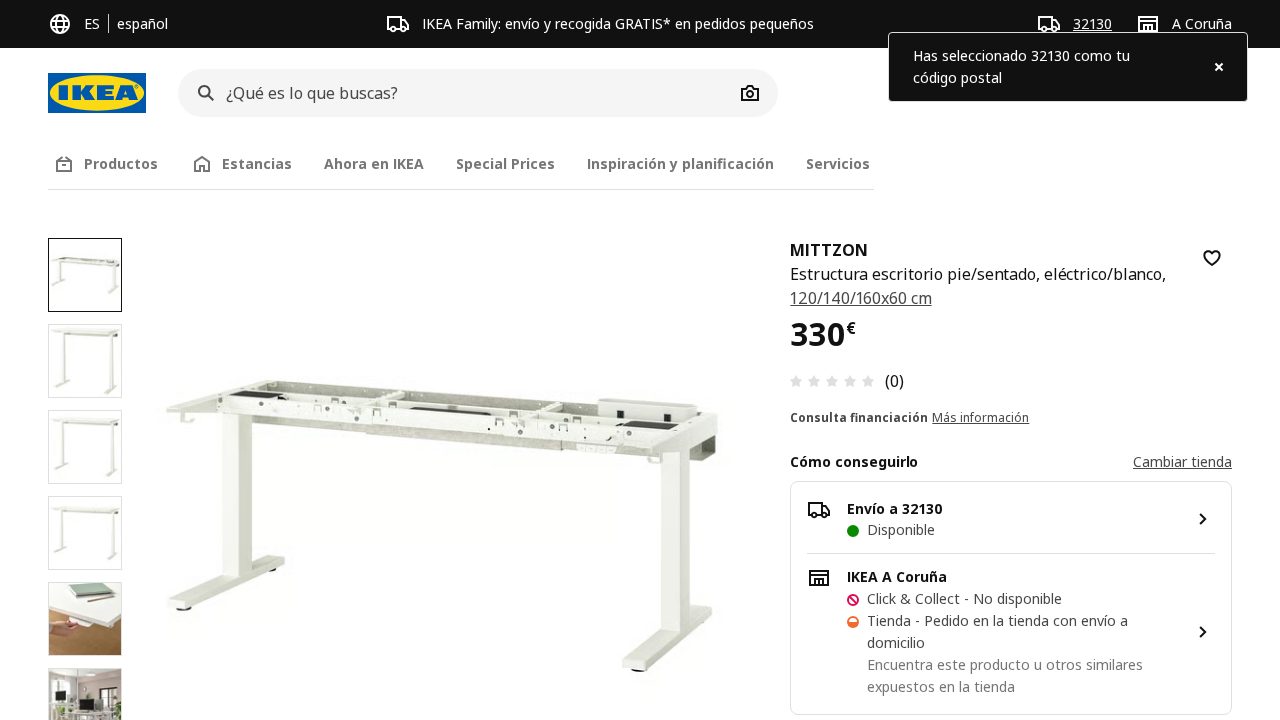 ES español
IKEA Family: envío y recogida GRATIS* en pedidos pequeños
32130
A Coruña
Has seleccionado 32130 como tu
código postal
IKEA
¿Qué es lo que buscas?
Productos
Estancias
Ahora en IKEA
Special Prices
Inspiración y planificación
Servicios
MITTZON
Estructura escritorio pie/sentado, eléctrico/blanco,
120/140/160x60 cm
330€
(0)
Consulta financiación Más información
Cómo conseguirlo
Cambiar tienda
Envío a 32130
Disponible
IKEA A Coruña
Click & Collect - No disponible
Tienda - Pedido en la tienda con envío a
domicilio
Encuentra este producto u otros similares
expuestos en la tienda